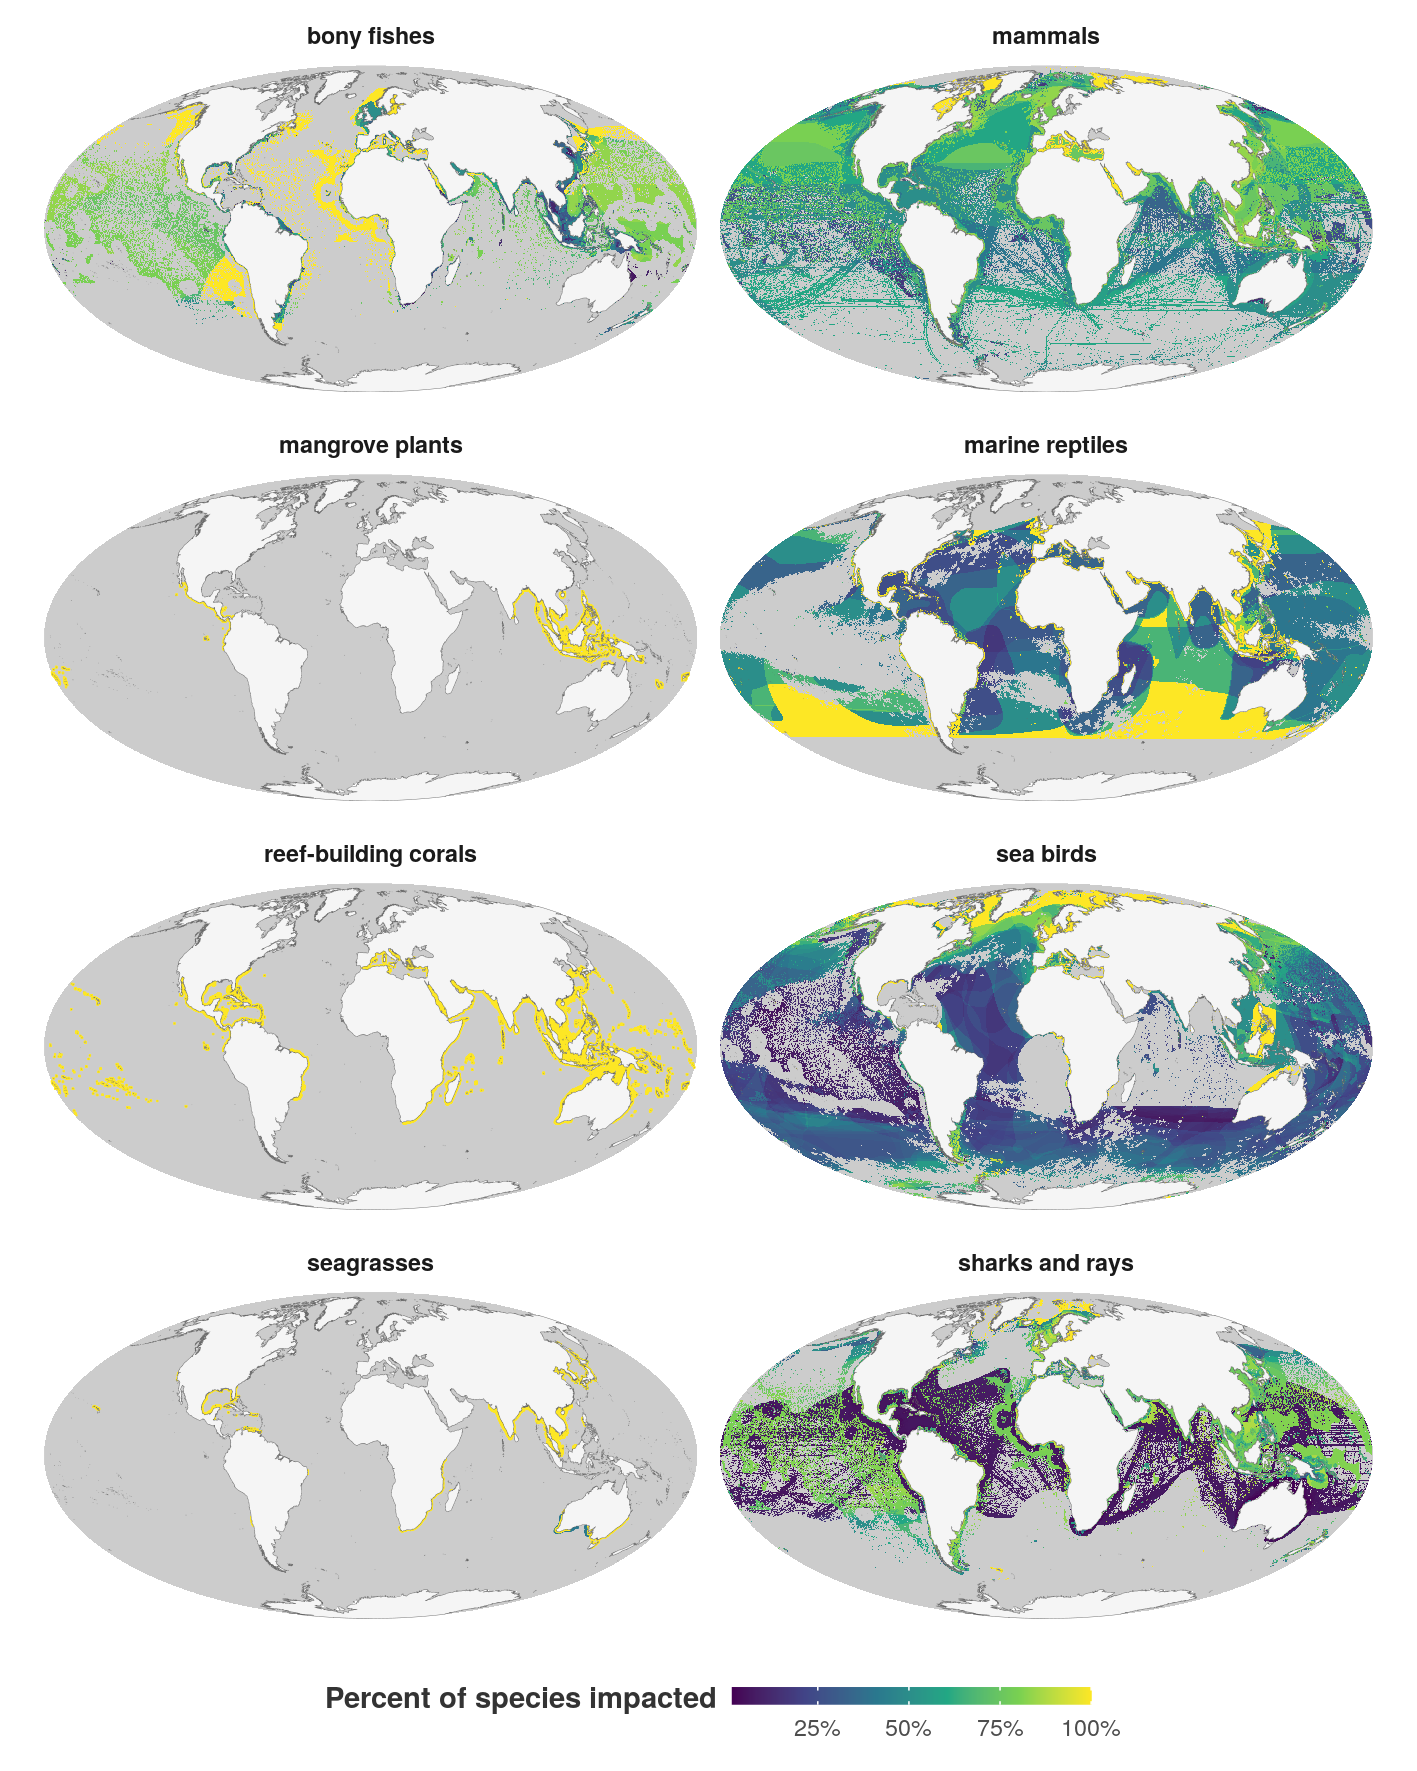 bony fishes
mammals
mangrove plants
marine reptiles
reef-building corals
sea birds
seagrasses
sharks and rays
Percent of species impacted
25% 50% 75% 100%